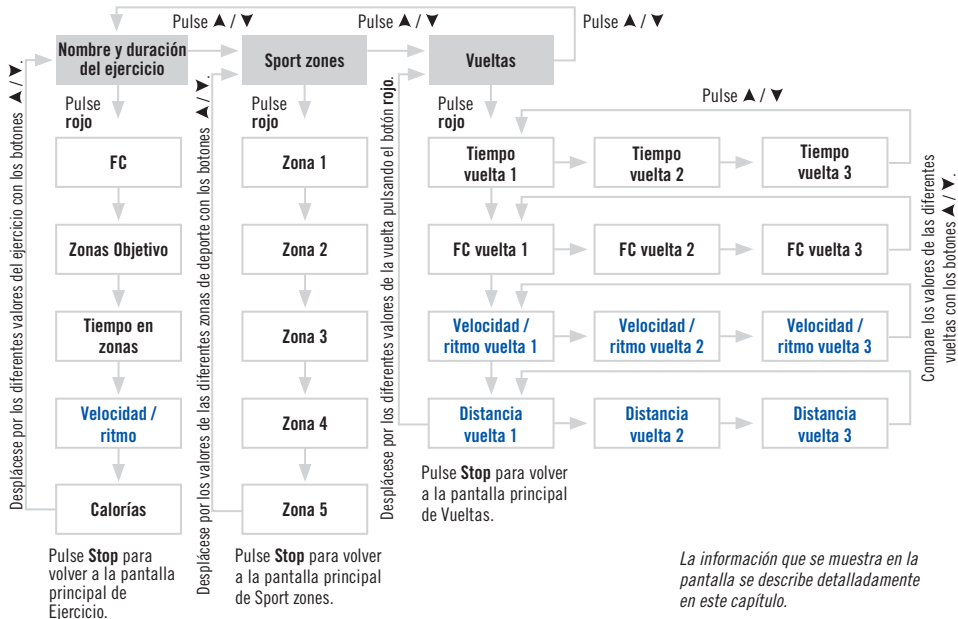 Pulse ▲ / ▼
Pulse ▲ / ▼
Pulse ▲ / ▼
Nombre y duración
del ejercicio
Sport zones
Vueltas
Desplácese por los diferentes valores del ejercicio con los botones ▲ / ▼.
Pulse
rojo
FC
Zonas Objetivo
Tiempo en
zonas
Velocidad /
ritmo
Calorías
Pulse Stop para
volver a la pantalla
principal de
Ejercicio.
Desplácese por los valores de las diferentes zonas de deporte con los botones ▲ / ▼.
Pulse
rojo
Zona 1
Zona 2
Zona 3
Zona 4
Zona 5
Pulse Stop para volver
a la pantalla principal
de Sport zones.
Desplácese por los diferentes valores de la vuelta pulsando el botón rojo.
Pulse
rojo
Pulse ▲ / ▼
Tiempo
vuelta 1
Tiempo
vuelta 2
Tiempo
vuelta 3
FC vuelta 1
FC vuelta 2
FC vuelta 3
Velocidad /
ritmo vuelta 1
Velocidad /
ritmo vuelta 2
Velocidad /
ritmo vuelta 3
Distancia
vuelta 1
Distancia
vuelta 2
Distancia
vuelta 3
Pulse Stop para volver
a la pantalla principal
de Vueltas.
Compare los valores de las diferentes
vueltas con los botones ▲ / ▼.
La información que se muestra en la
pantalla se describe detalladamente
en este capítulo.